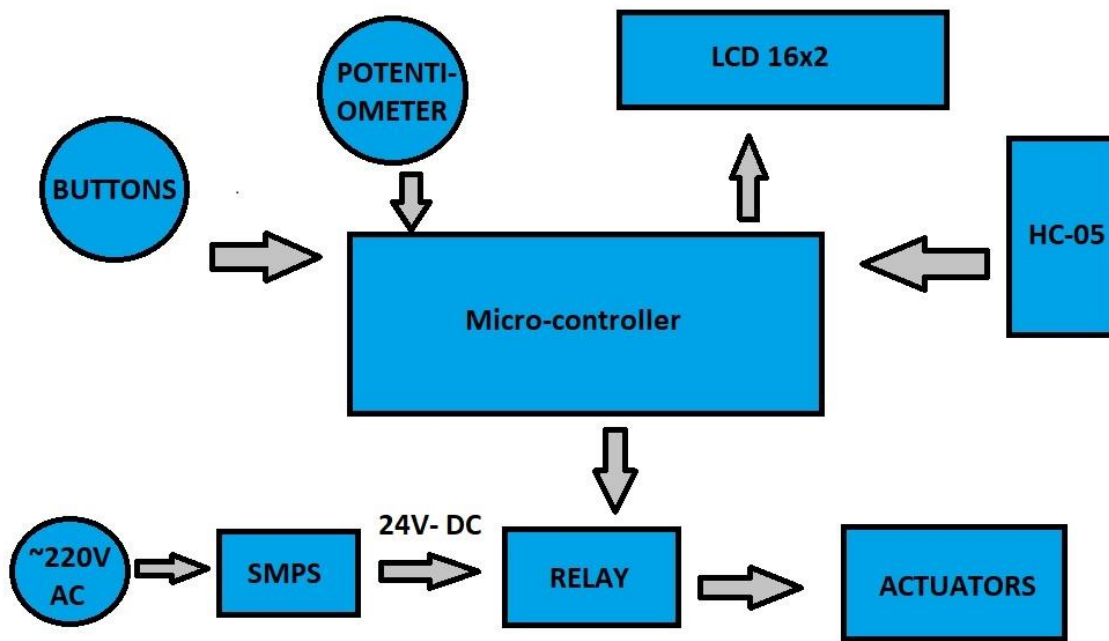 POTENTI-
OMETER
LCD 16x2
BUTTONS
HC-05
Micro-controller
24V- DC
~220V
AC
SMPS
RELAY
ACTUATORS